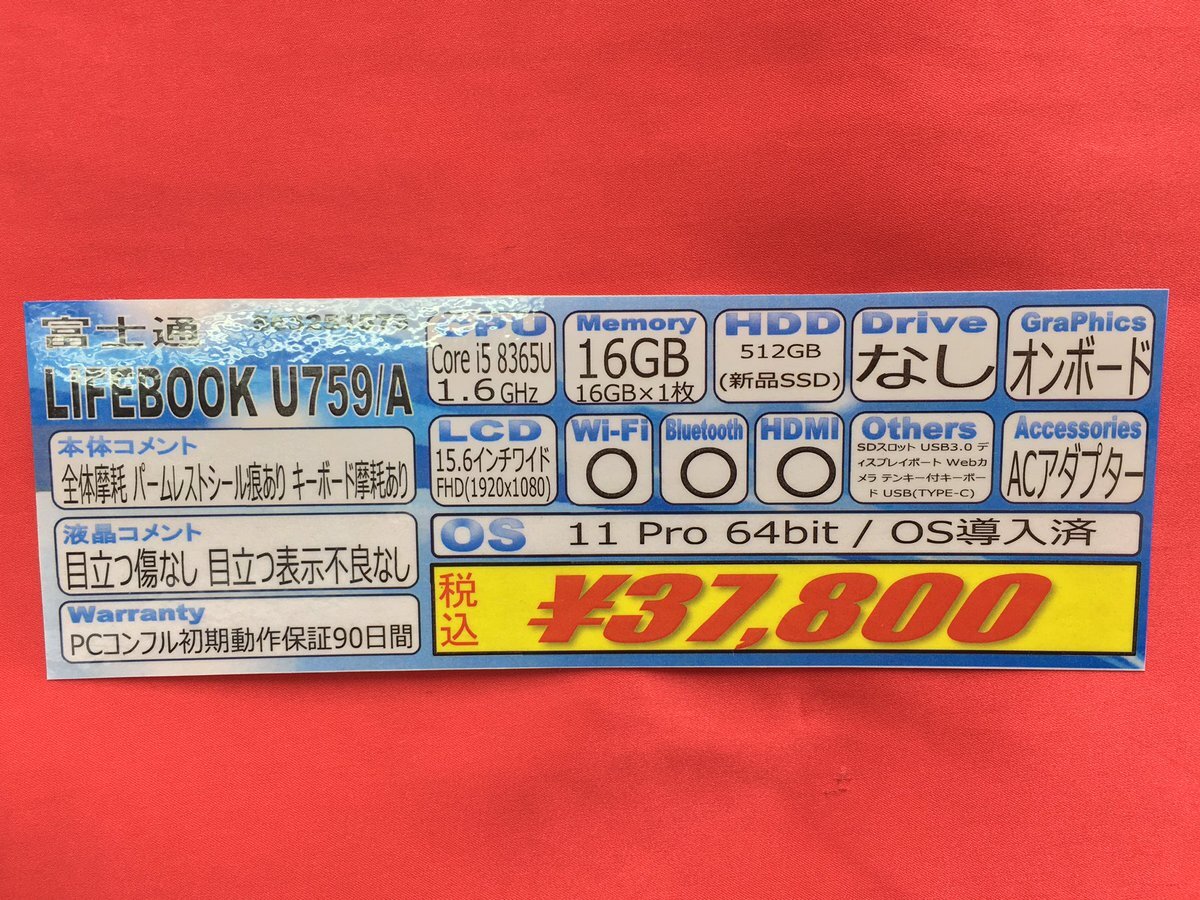 富士通
LIFEBOOK U759/A
本体コメント
全体摩耗 パームレストシール痕あり キーボード摩耗あり
液晶コメント
目立つ傷なし 目立つ表示不良なし
Warranty
PCコンフル初期動作保証90日間
CPU
Core i5 8365U
1.6GHz
Memory
16GB
16GB×1枚
HDD
512GB
(新品SSD)
Drive
なし
GraPhics
オンボード
LCD
15.6インチワイド
FHD(1920x1080)
Wi-Fi
○
Bluetooth
○
HDMI
○
Others
SDスロット USB3.0 デ
ィスプレイポート Webカ
メラ テンキー付キーボー
ド USB(TYPE-C)
Accessories
ACアダプター
OS 11 Pro 64bit / OS導入済
税込 ¥37,800